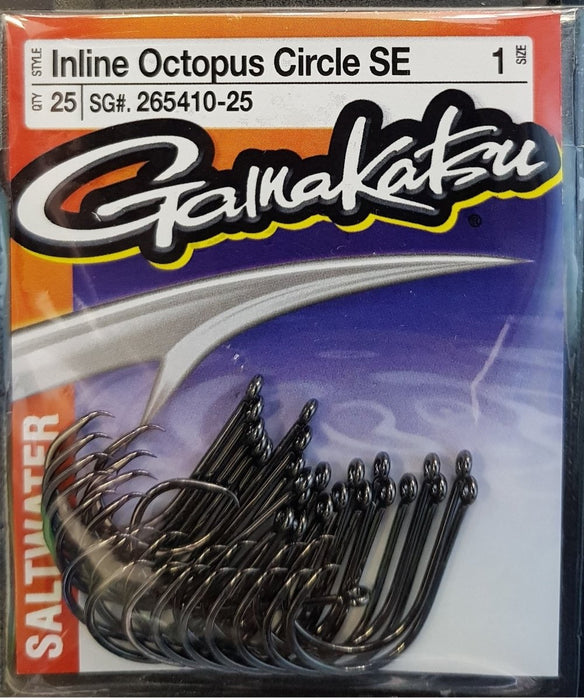 STYLE Inline Octopus Circle SE 1 SIZE
QTY 25 SG#. 265410-25
Gamakatsu ®
SALTWATER